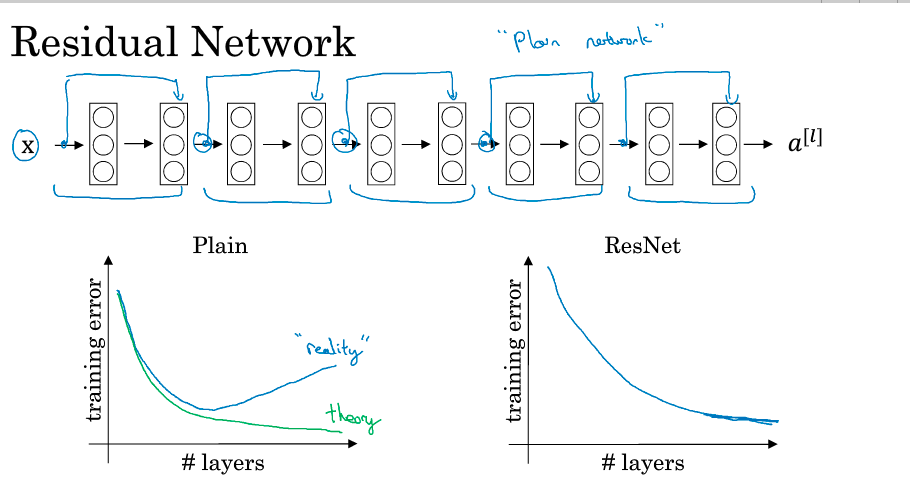 Residual Network
"Plain network"
x
a^[l]
Plain
ResNet
training error
"reality"
theory
# layers
training error
# layers